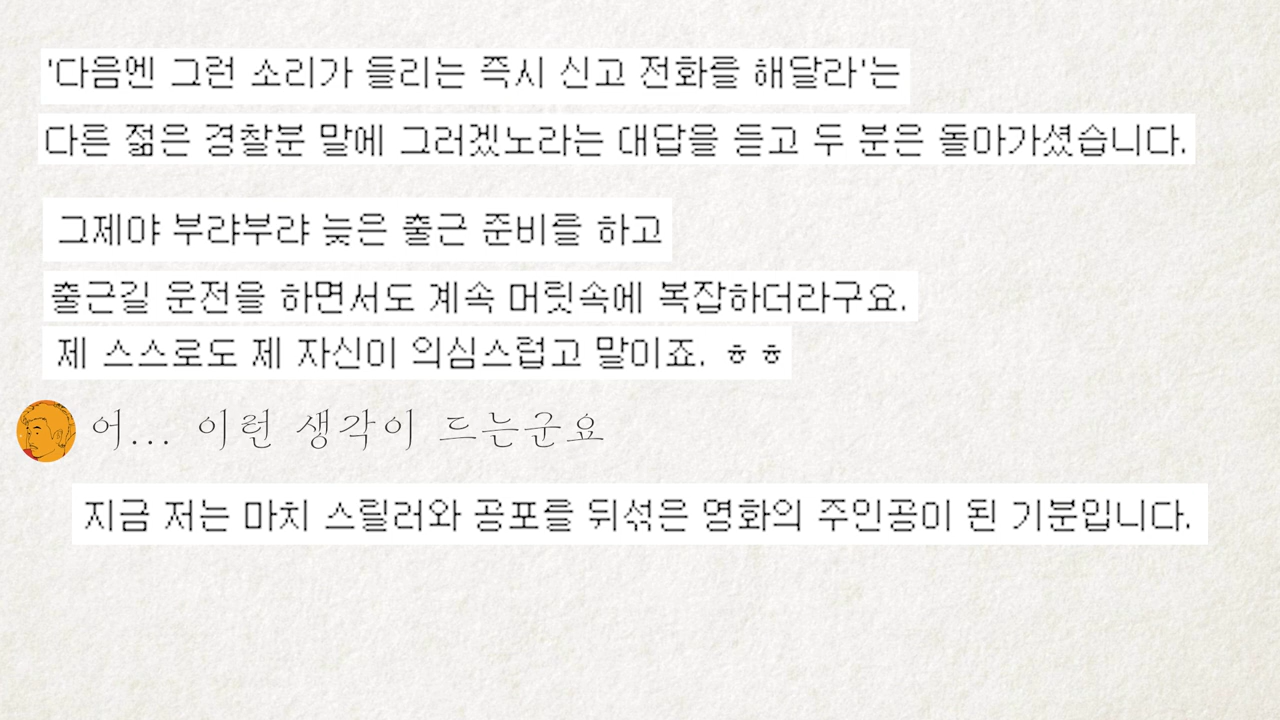 '다음엔 그런 소리가 들리는 즉시 신고 전화를 해달라'는
다른 젊은 경찰분 말에 그러겠노라는 대답을 듣고 두 분은 돌아가셨습니다.
그제야 부랴부랴 늦은 출근 준비를 하고
출근길 운전을 하면서도 계속 머릿속에 복잡하더라구요.
제 스스로도 제 자신이 의심스럽고 말이죠. ㅎㅎ
어... 이런 생각이 드는군요
지금 저는 마치 스릴러와 공포를 뒤섞은 영화의 주인공이 된 기분입니다.